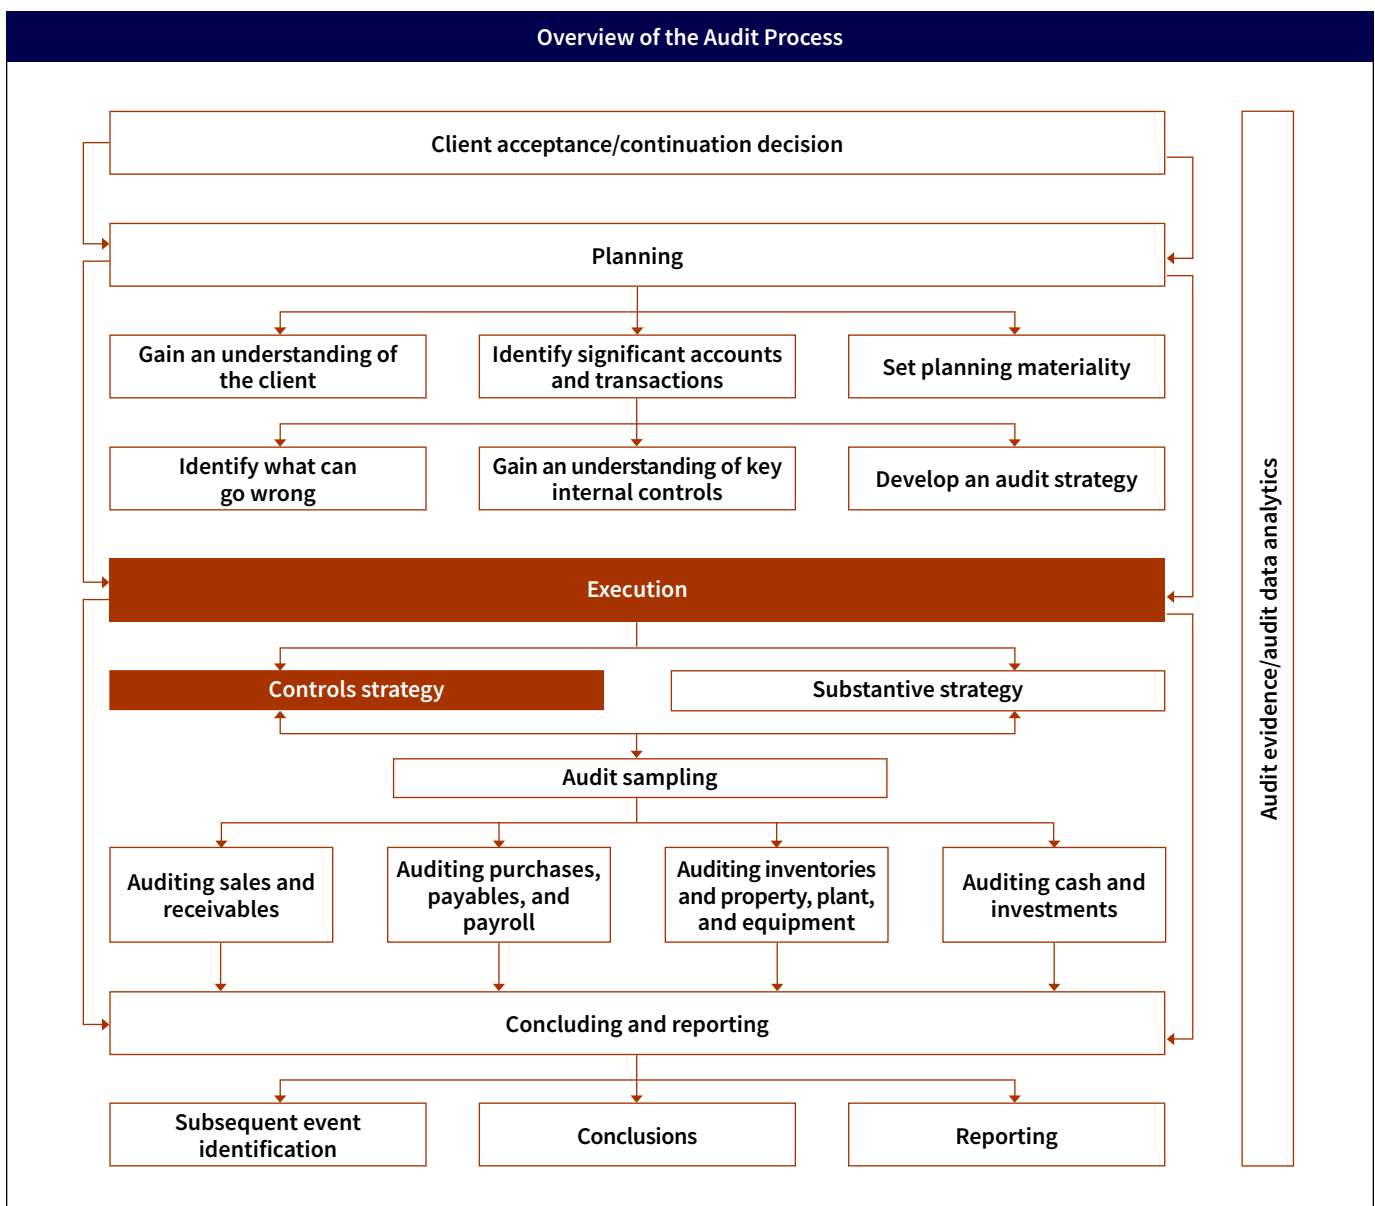 Overview of the Audit Process
Client acceptance/continuation decision
Planning
Gain an understanding of
the client
Identify significant accounts
and transactions
Set planning materiality
Identify what can
go wrong
Gain an understanding of key
internal controls
Develop an audit strategy
Execution
Controls strategy
Substantive strategy
Audit sampling
Auditing sales and
receivables
Auditing purchases,
payables, and
payroll
Auditing inventories
and property, plant,
and equipment
Auditing cash and
investments
Concluding and reporting
Subsequent event
identification
Conclusions
Reporting
Audit evidence/audit data analytics